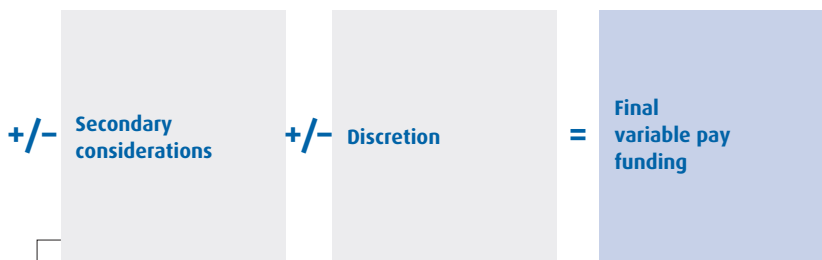 +/− Secondary
considerations
+/− Discretion
= Final
variable pay
funding